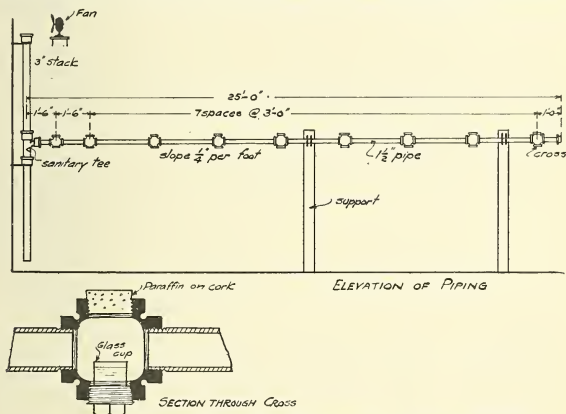 Fan
3" stack
25'-0"
1'-6" 1'-6" 7 spaces @ 3'-0" 1'-0"
sanitary tee
slope 1/4" per foot
1 1/2" pipe
cross
support
ELEVATION OF PIPING
Paraffin on cork
Glass
cup
SECTION THROUGH CROSS